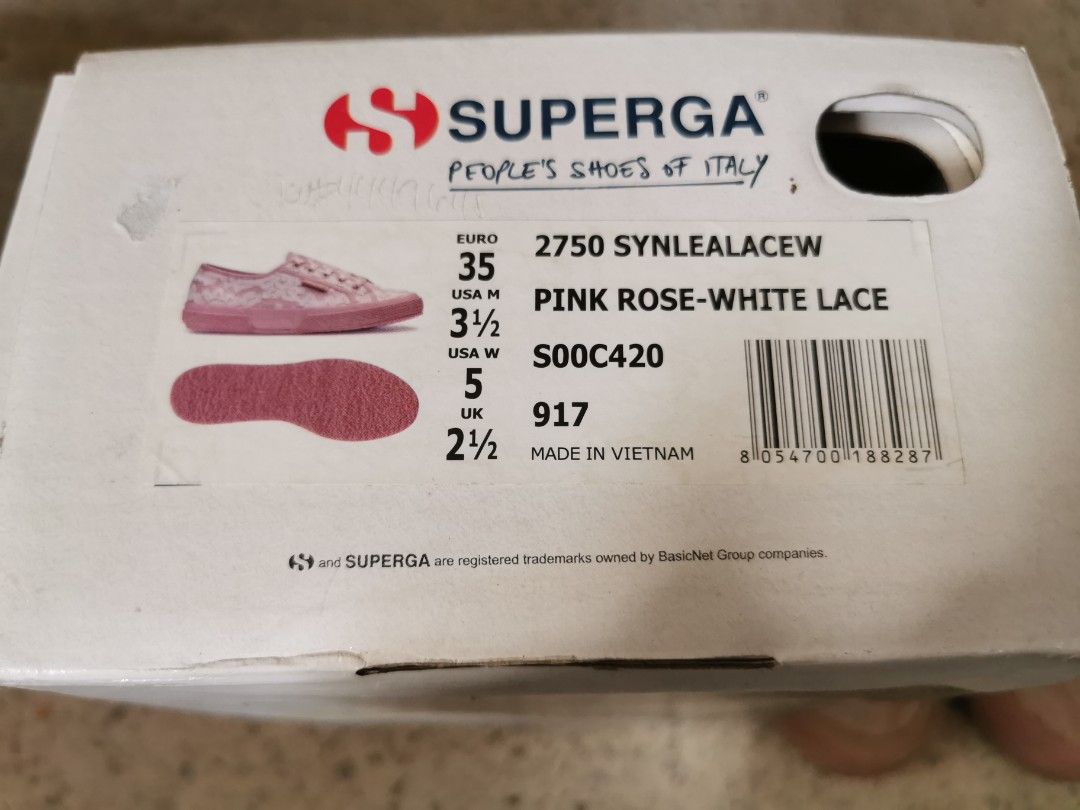 SUPERGA®
PEOPLE'S SHOES OF ITALY
EURO
35
USA M
3½
USA W
5
UK
2½
2750 SYNLEALACEW
PINK ROSE-WHITE LACE
S00C420
917
MADE IN VIETNAM
8 054700 188287
and SUPERGA are registered trademarks owned by BasicNet Group companies.